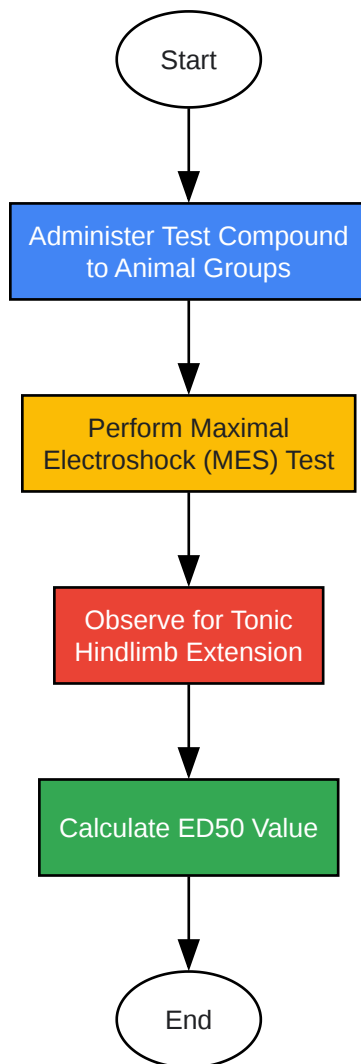 Start
Administer Test Compound
to Animal Groups
Perform Maximal
Electroshock (MES) Test
Observe for Tonic
Hindlimb Extension
Calculate ED50 Value
End